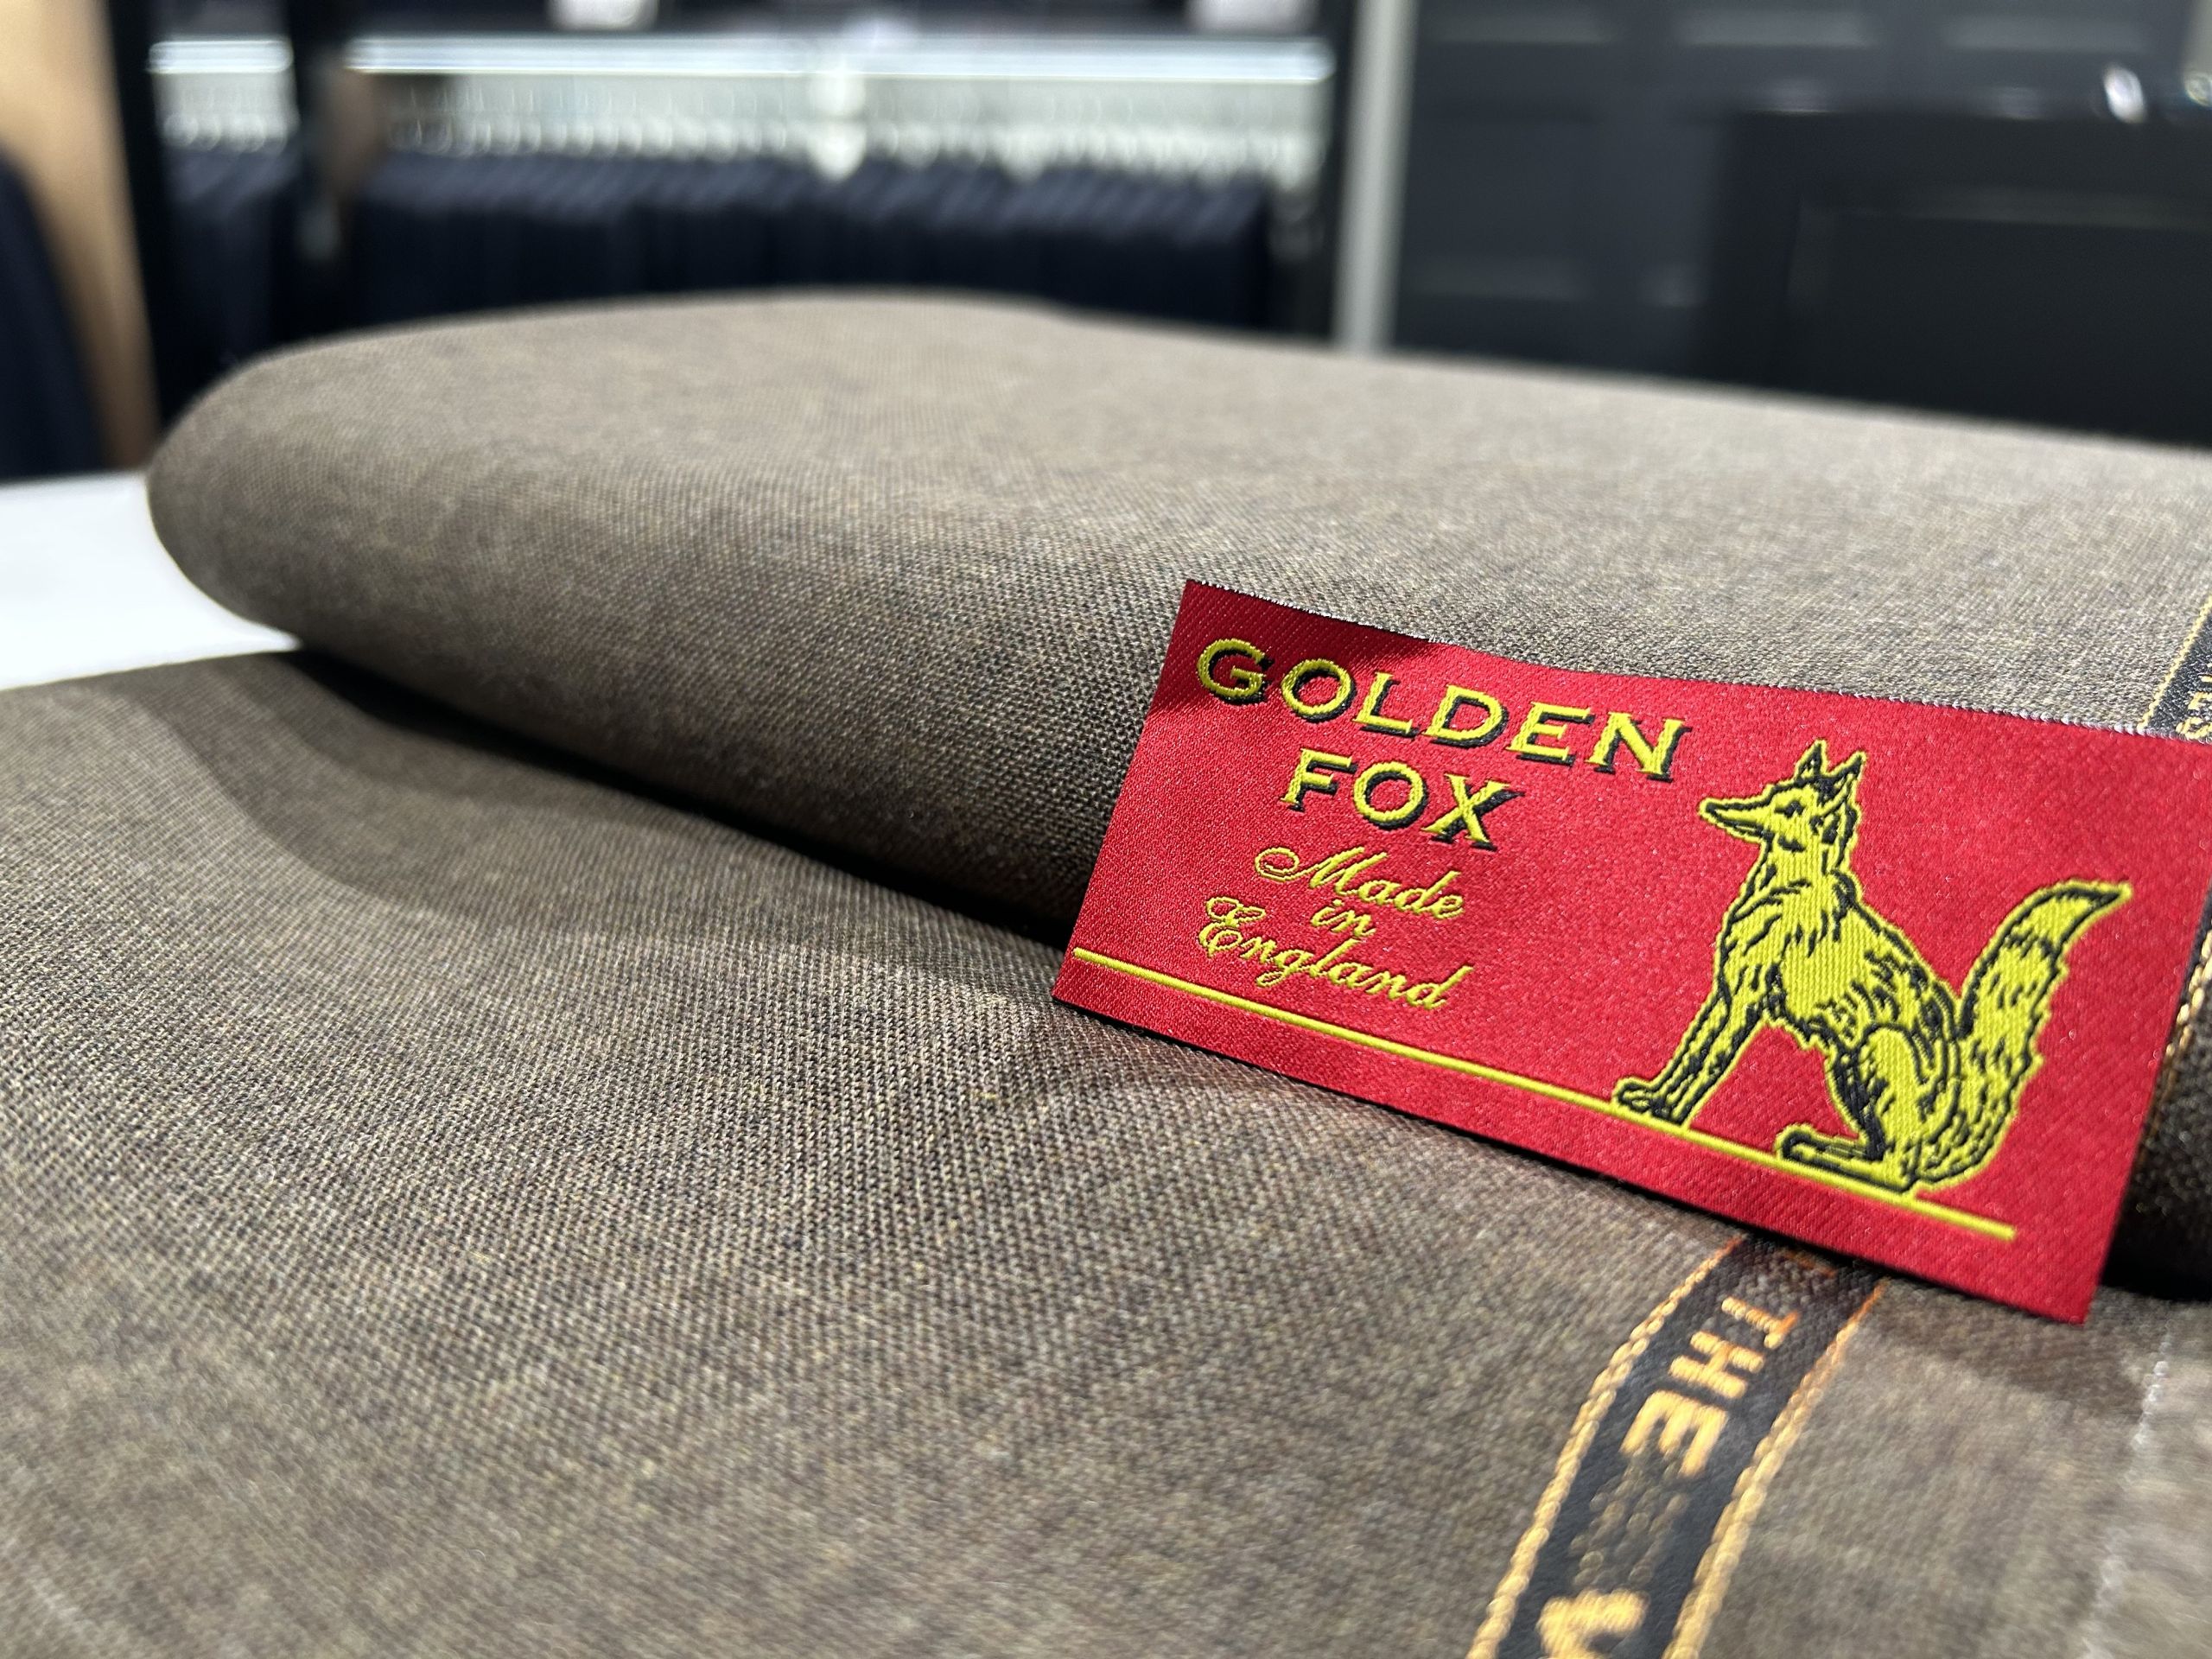 GOLDEN
FOX
Made
in
England
THE